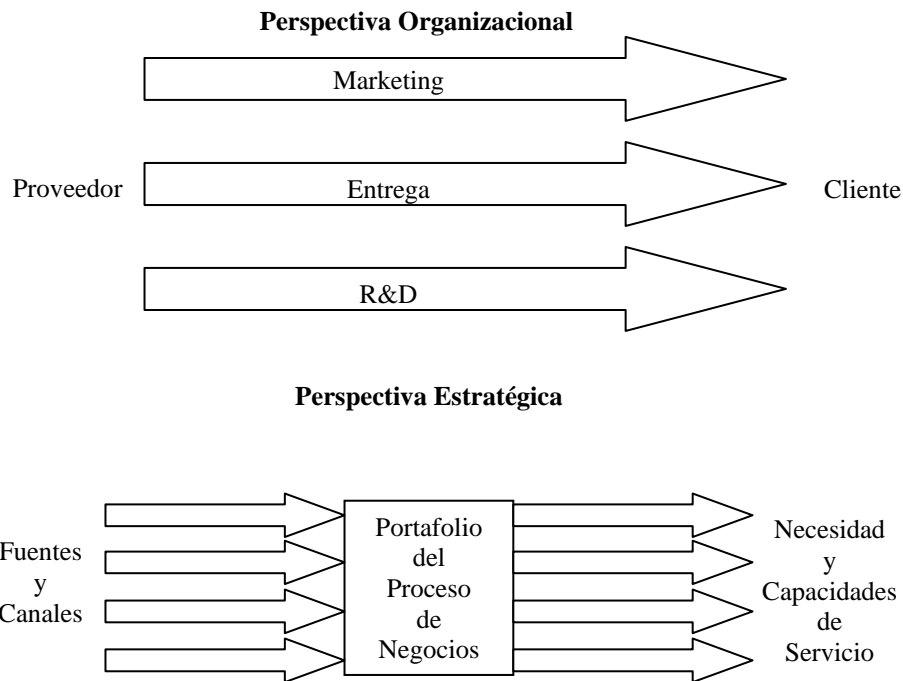 Perspectiva Organizacional
Marketing
Proveedor
Entrega
Cliente
R&D
Perspectiva Estratégica
Fuentes
y
Canales
Portafolio
del
Proceso
de
Negocios
Necesidad
y
Capacidades
de
Servicio